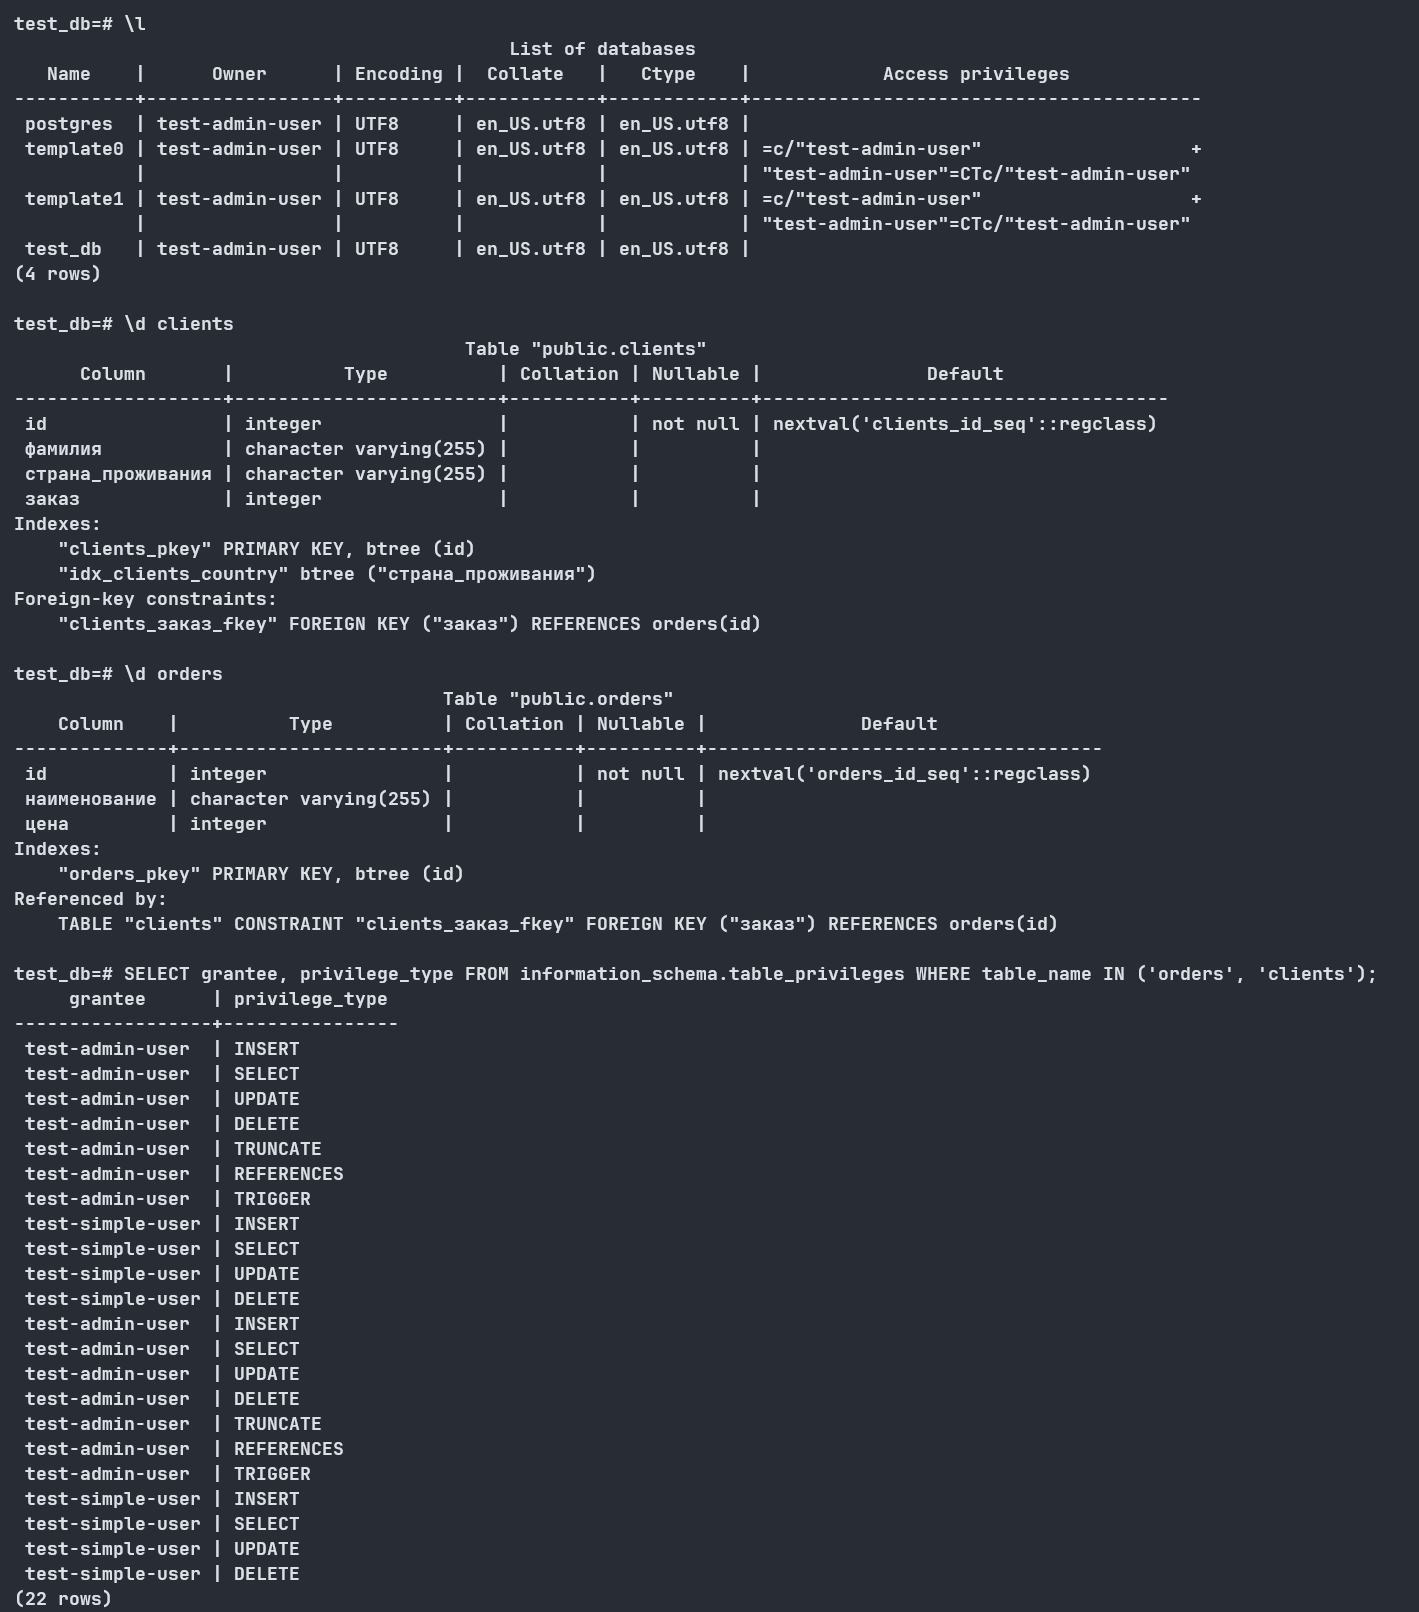 test_db=# \l
                                             List of databases
   Name    |      Owner      | Encoding |  Collate   |   Ctype    |            Access privileges
-----------+-----------------+----------+------------+------------+-----------------------------------------
 postgres  | test-admin-user | UTF8     | en_US.utf8 | en_US.utf8 |
 template0 | test-admin-user | UTF8     | en_US.utf8 | en_US.utf8 | =c/"test-admin-user"                   +
           |                 |          |            |            | "test-admin-user"=CTc/"test-admin-user"
 template1 | test-admin-user | UTF8     | en_US.utf8 | en_US.utf8 | =c/"test-admin-user"                   +
           |                 |          |            |            | "test-admin-user"=CTc/"test-admin-user"
 test_db   | test-admin-user | UTF8     | en_US.utf8 | en_US.utf8 |
(4 rows)

test_db=# \d clients
                                         Table "public.clients"
      Column       |          Type          | Collation | Nullable |               Default
-------------------+------------------------+-----------+----------+-------------------------------------
 id                | integer                |           | not null | nextval('clients_id_seq'::regclass)
 фамилия           | character varying(255) |           |          |
 страна_проживания | character varying(255) |           |          |
 заказ             | integer                |           |          |
Indexes:
    "clients_pkey" PRIMARY KEY, btree (id)
    "idx_clients_country" btree ("страна_проживания")
Foreign-key constraints:
    "clients_заказ_fkey" FOREIGN KEY ("заказ") REFERENCES orders(id)

test_db=# \d orders
                                       Table "public.orders"
    Column    |          Type          | Collation | Nullable |              Default
--------------+------------------------+-----------+----------+------------------------------------
 id           | integer                |           | not null | nextval('orders_id_seq'::regclass)
 наименование | character varying(255) |           |          |
 цена         | integer                |           |          |
Indexes:
    "orders_pkey" PRIMARY KEY, btree (id)
Referenced by:
    TABLE "clients" CONSTRAINT "clients_заказ_fkey" FOREIGN KEY ("заказ") REFERENCES orders(id)

test_db=# SELECT grantee, privilege_type FROM information_schema.table_privileges WHERE table_name IN ('orders', 'clients');
     grantee      | privilege_type
------------------+----------------
 test-admin-user  | INSERT
 test-admin-user  | SELECT
 test-admin-user  | UPDATE
 test-admin-user  | DELETE
 test-admin-user  | TRUNCATE
 test-admin-user  | REFERENCES
 test-admin-user  | TRIGGER
 test-simple-user | INSERT
 test-simple-user | SELECT
 test-simple-user | UPDATE
 test-simple-user | DELETE
 test-admin-user  | INSERT
 test-admin-user  | SELECT
 test-admin-user  | UPDATE
 test-admin-user  | DELETE
 test-admin-user  | TRUNCATE
 test-admin-user  | REFERENCES
 test-admin-user  | TRIGGER
 test-simple-user | INSERT
 test-simple-user | SELECT
 test-simple-user | UPDATE
 test-simple-user | DELETE
(22 rows)